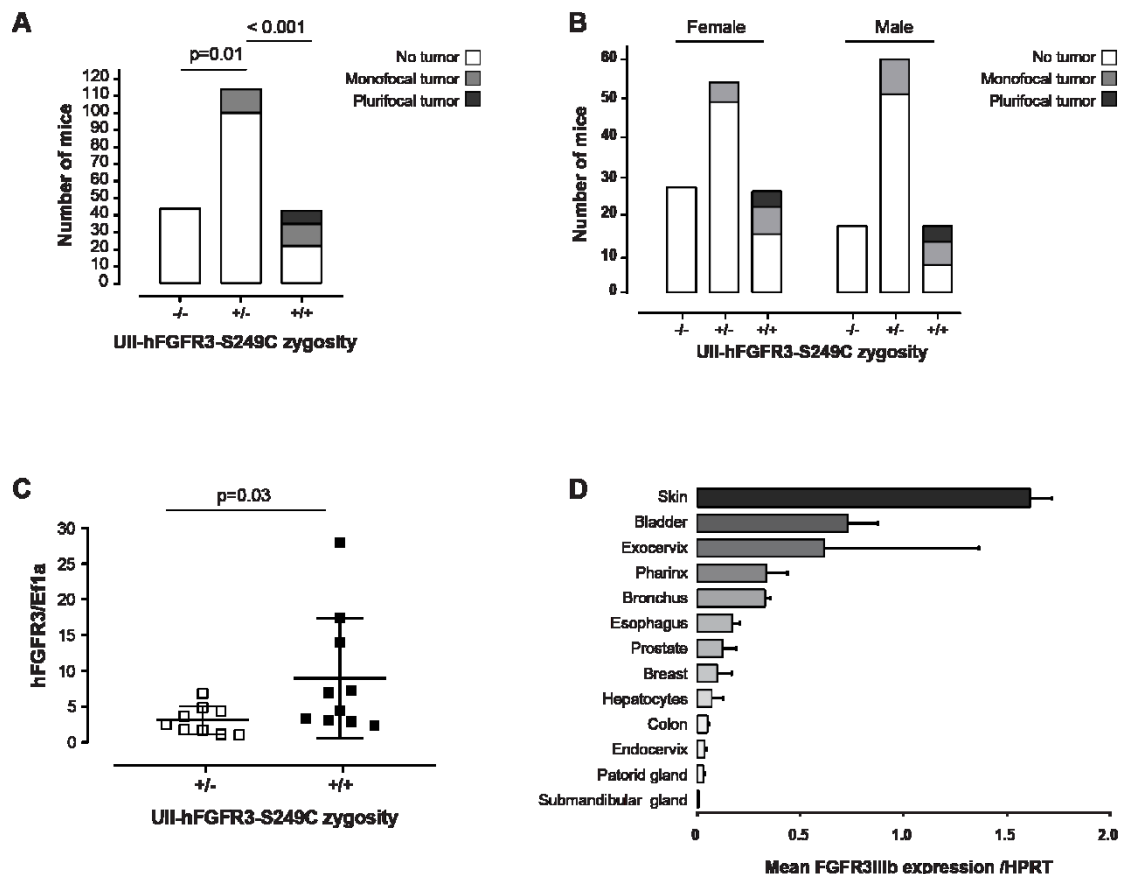 A
< 0.001
p=0.01
No tumor
Monofocal tumor
Plurifocal tumor
120
110
100
90
80
70
60
50
40
30
20
10
0
Number of mice
-/-
+/-
+/+
UII-hFGFR3-S249C zygosity
B
Female
Male
No tumor
Monofocal tumor
Plurifocal tumor
60
50
40
30
20
10
0
Number of mice
-/-
+/-
+/+
-/-
+/-
+/+
UII-hFGFR3-S249C zygosity
C
p=0.03
30
25
20
15
10
5
0
hFGFR3/Ef1a
+/-
+/+
UII-hFGFR3-S249C zygosity
D
Skin
Bladder
Exocervix
Pharinx
Bronchus
Esophagus
Prostate
Breast
Hepatocytes
Colon
Endocervix
Patorid gland
Submandibular gland
0
0.5
1.0
1.5
2.0
Mean FGFR3IIIb expression /HPRT